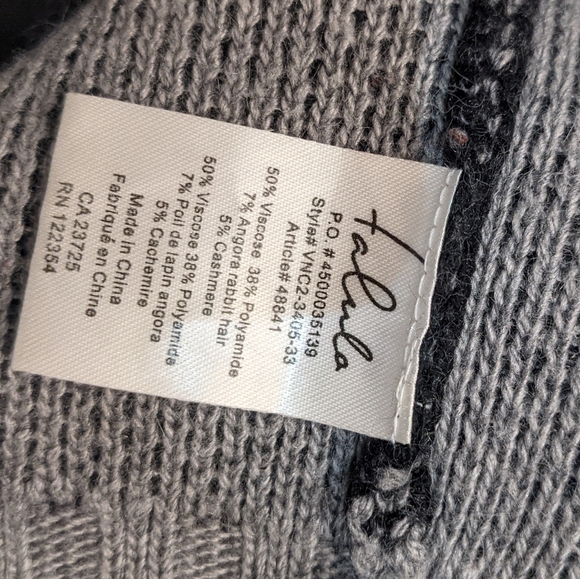 talula
P.O. # 4500035139
Style# VNC2-3405-33
Article# 48841
50% Viscose 38% Polyamide
7% Angora rabbit hair
5% Cashmere
50% Viscose 38% Polyamide
7% Poil de lapin angora
5% Cachemire
Made in China
Fabriqué en Chine
CA 23725
RN 122354